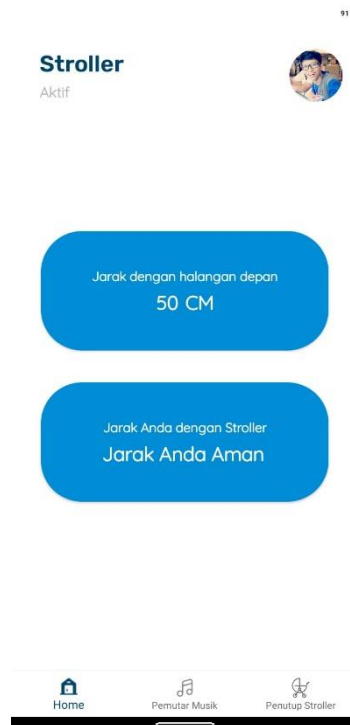 91
Stroller
Aktif
Jarak dengan halangan depan
50 CM
Jarak Anda dengan Stroller
Jarak Anda Aman
Home
Pemutar Musik
Penutup Stroller